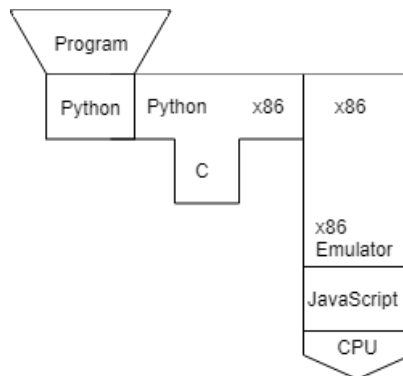 Program
Python
Python x86
x86
C
x86
Emulator
JavaScript
CPU